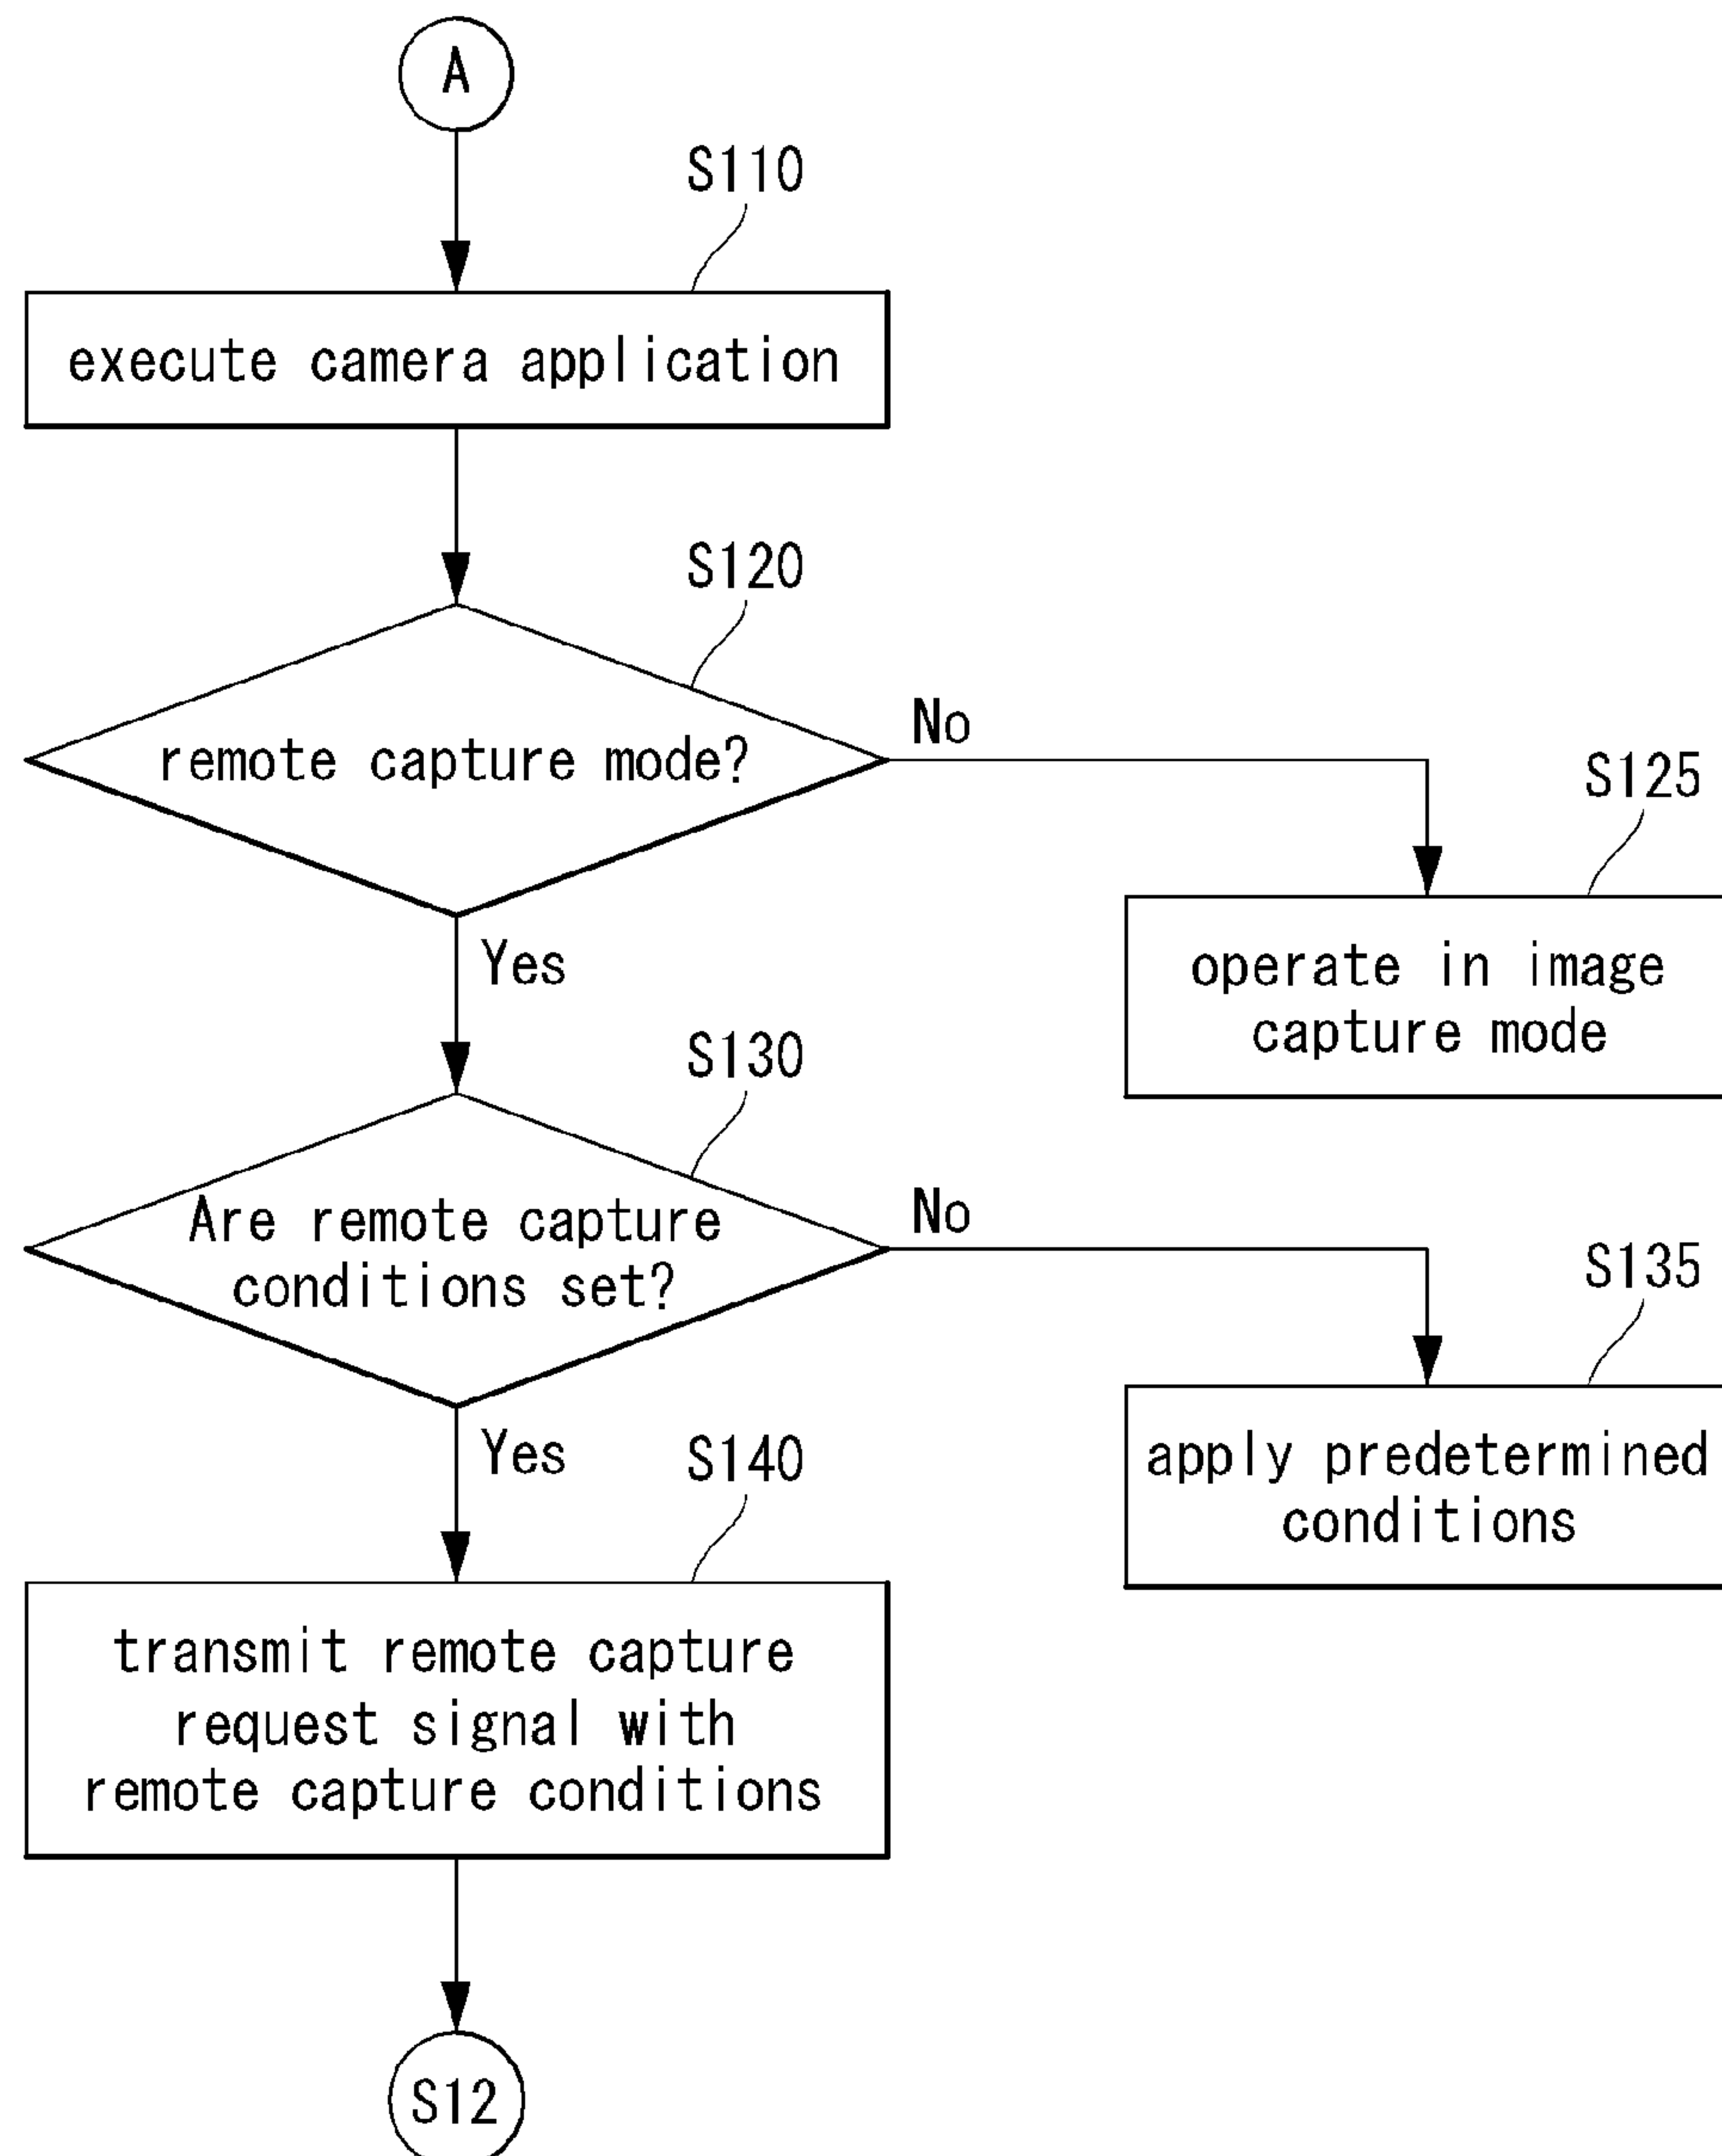 A
S110
execute camera application
S120
remote capture mode?
No
S125
operate in image
capture mode
Yes
S130
Are remote capture
conditions set?
No
S135
apply predetermined
conditions
Yes
S140
transmit remote capture
request signal with
remote capture conditions
S12